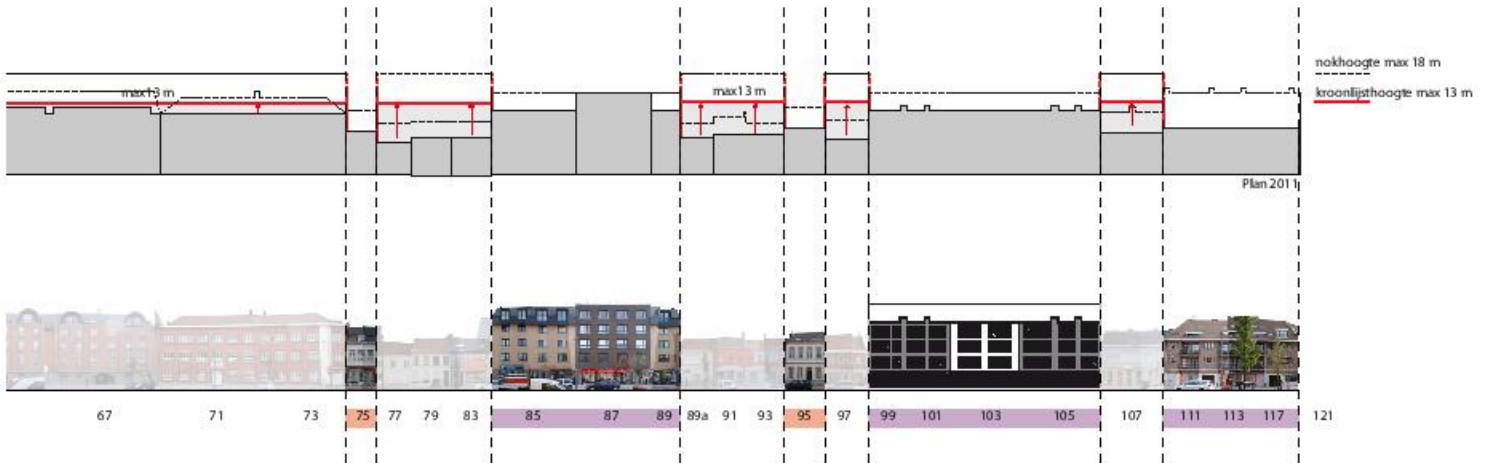 nokhoogte max 18 m
max13 m
max13 m
kroonlijsthoogte max 13 m
Plan 2011
67 71 73 75 77 79 83 85 87 89 89a 91 93 95 97 99 101 103 105 107 111 113 117 121